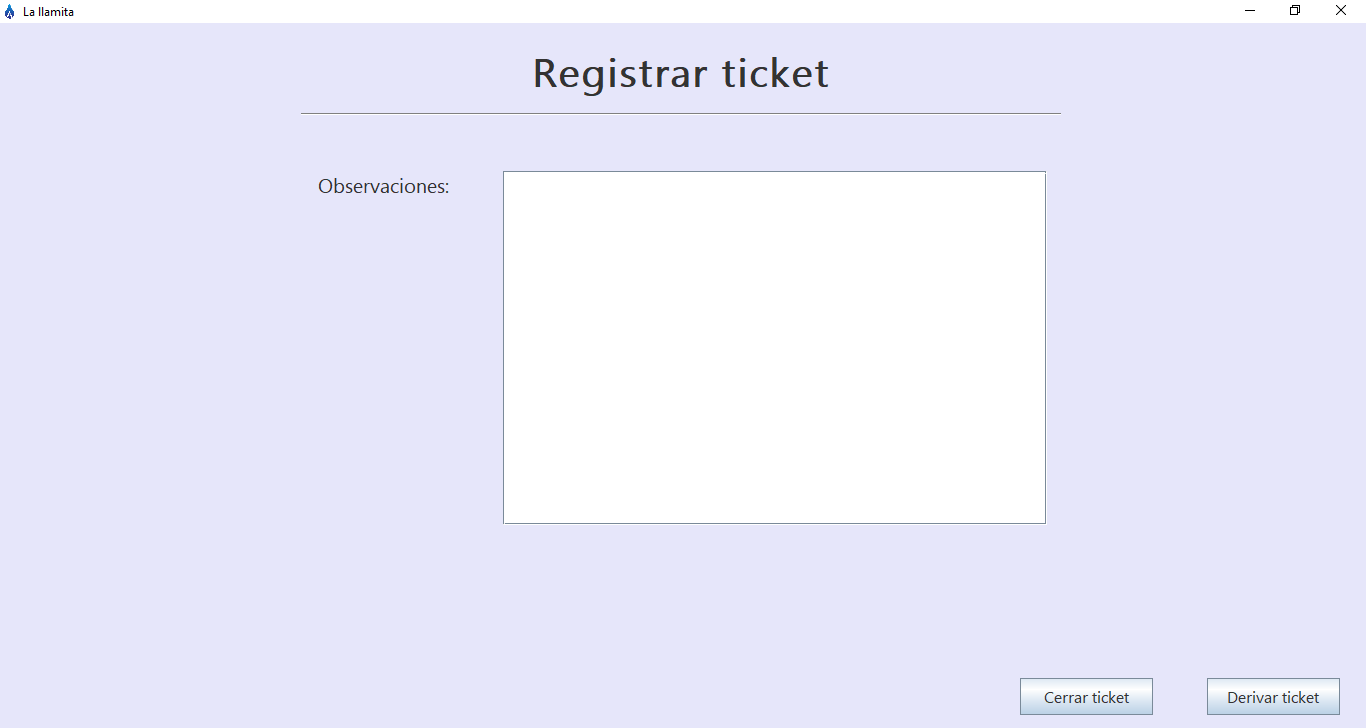 La llamita
Registrar ticket
Observaciones:
Cerrar ticket
Derivar ticket